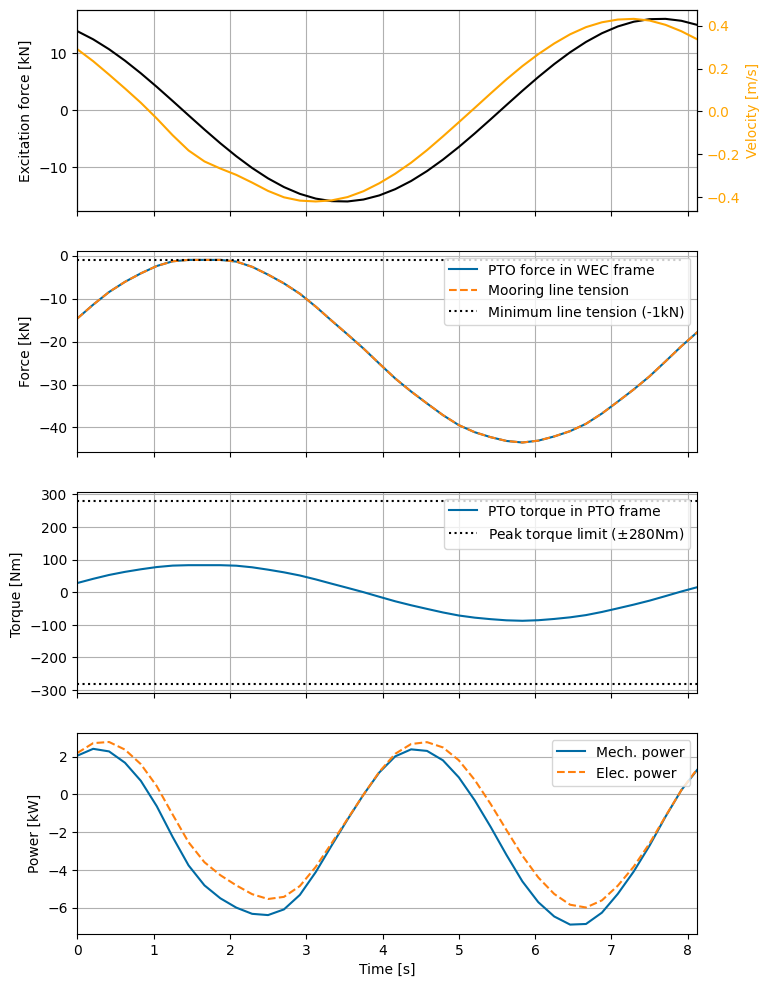 Excitation force [kN]
10
0
−10
0.4
0.2
0.0
−0.2
−0.4
Velocity [m/s]
Force [kN]
0
−10
−20
−30
−40
PTO force in WEC frame
Mooring line tension
Minimum line tension (-1kN)
Torque [Nm]
300
200
100
0
−100
−200
−300
PTO torque in PTO frame
Peak torque limit (±280Nm)
Power [kW]
2
0
−2
−4
−6
Mech. power
Elec. power
0 1 2 3 4 5 6 7 8
Time [s]